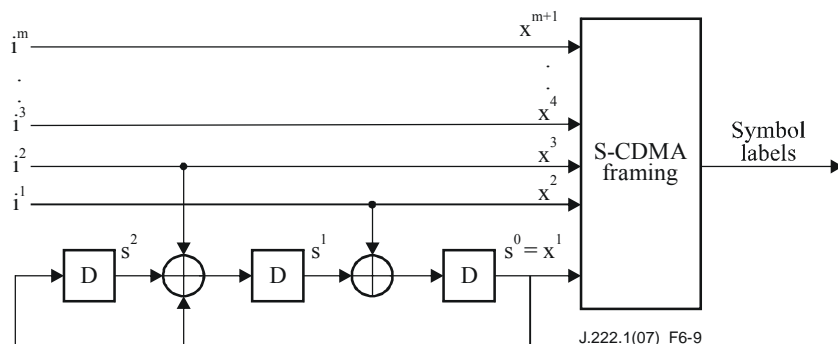 i^m x^{m+1}
. .
. .
i^3 x^4
i^2 x^3
i^1 x^2
S-CDMA
framing
Symbol
labels
D s^2 D s^1 D s^0 = x^1
J.222.1(07)_F6-9